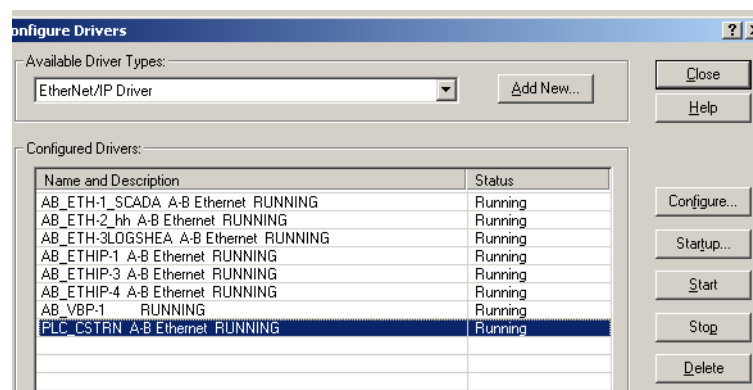 onfigure Drivers
Available Driver Types:
EtherNet/IP Driver
Add New...
Close
Help
Configured Drivers:
Name and Description Status
AB_ETH-1_SCADA A-B Ethernet RUNNING Running
AB_ETH-2_hh A-B Ethernet RUNNING Running
AB_ETH-3LOGSHEA A-B Ethernet RUNNING Running
AB_ETHIP-1 A-B Ethernet RUNNING Running
AB_ETHIP-3 A-B Ethernet RUNNING Running
AB_ETHIP-4 A-B Ethernet RUNNING Running
AB_VBP-1 RUNNING Running
PLC_CSTRN A-B Ethernet RUNNING Running
Configure...
Startup...
Start
Stop
Delete